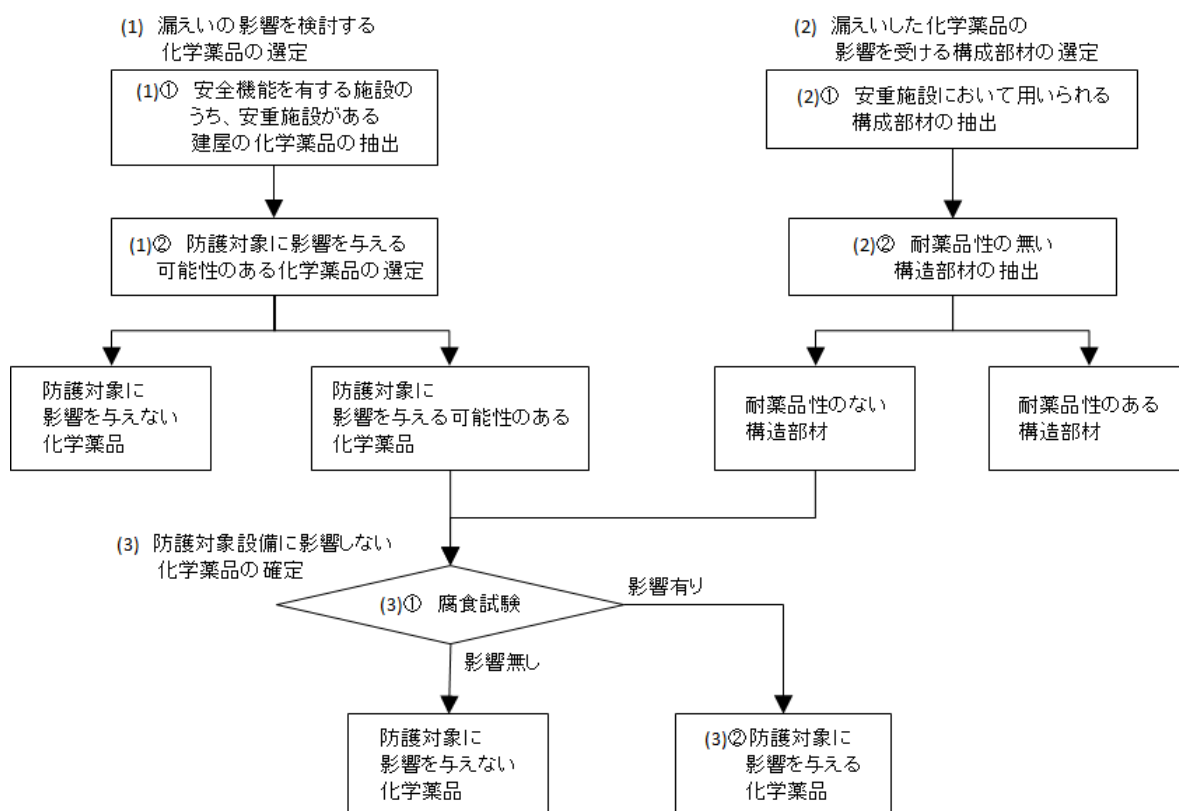 (1) 漏えいの影響を検討する
化学薬品の選定
(1)① 安全機能を有する施設の
うち、安重施設がある
建屋の化学薬品の抽出
(1)② 防護対象に影響を与える
可能性のある化学薬品の選定
防護対象に
影響を与えない
化学薬品
防護対象に
影響を与える可能性のある
化学薬品
(2) 漏えいした化学薬品の
影響を受ける構成部材の選定
(2)① 安重施設において用いられる
構成部材の抽出
(2)② 耐薬品性の無い
構造部材の抽出
耐薬品性のない
構造部材
耐薬品性のある
構造部材
(3) 防護対象設備に影響しない
化学薬品の確定
(3)① 腐食試験
影響有り
影響無し
防護対象に
影響を与えない
化学薬品
(3)②防護対象に
影響を与える
化学薬品